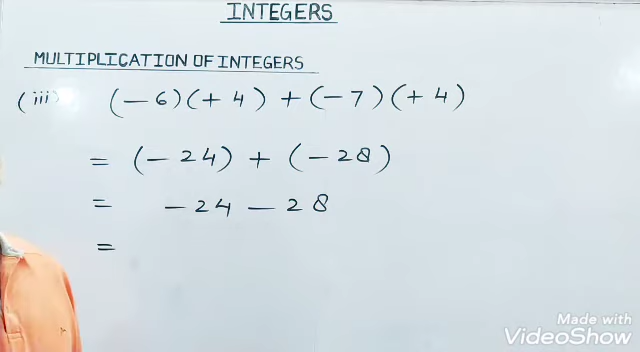 INTEGERS
MULTIPLICATION OF INTEGERS
(iii) (-6)(+4) + (-7)(+4)
= (-24) + (-28)
= -24 - 28
=
Made with
VideoShow